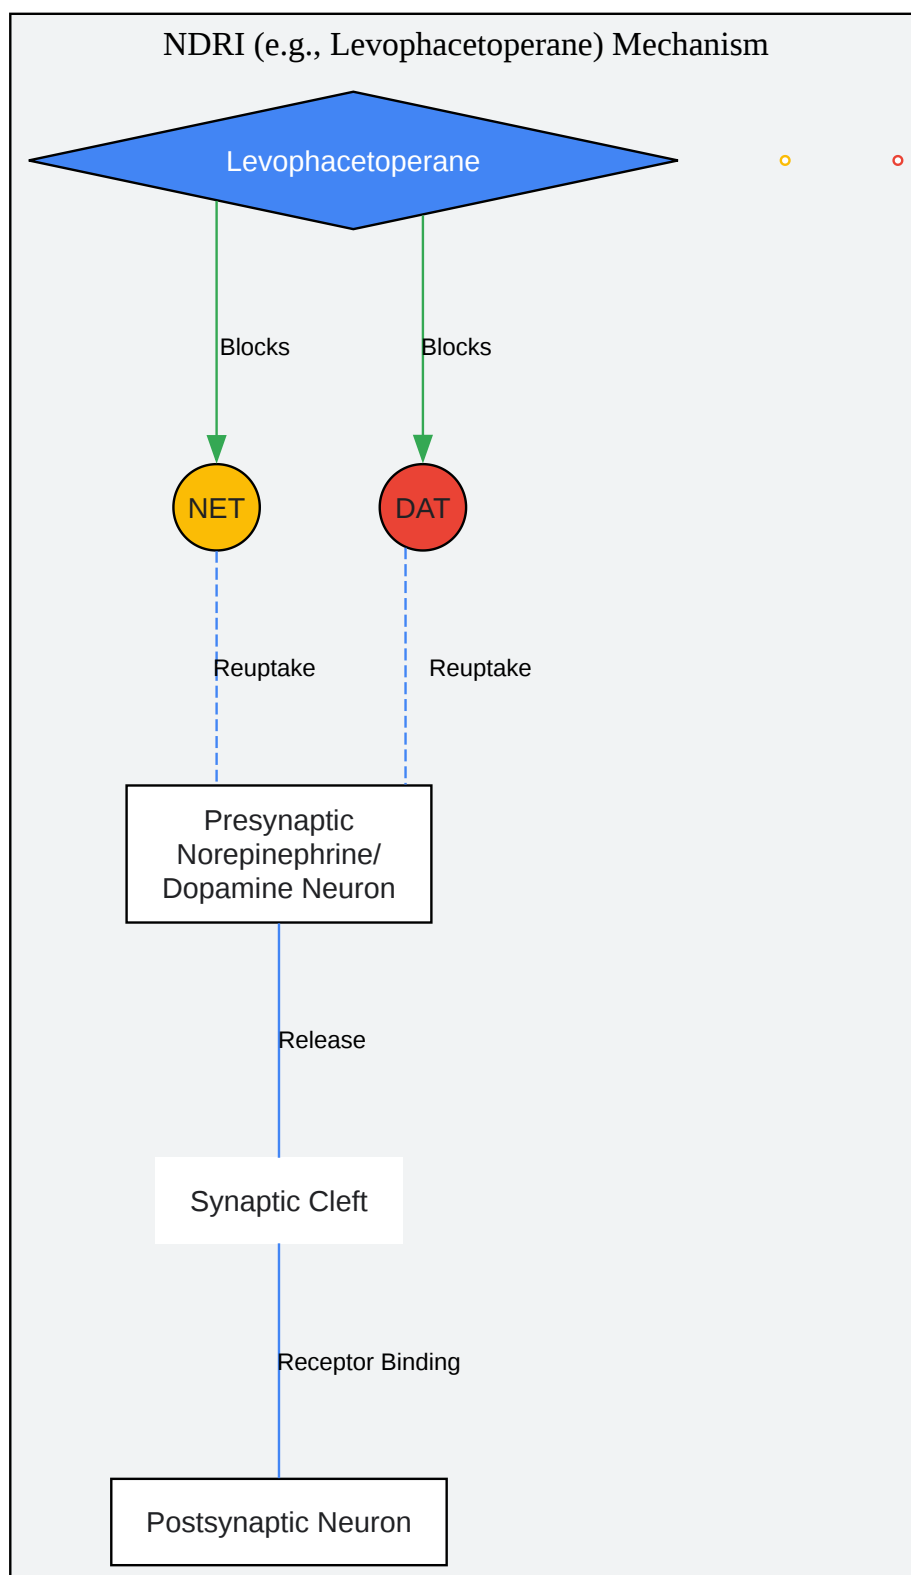 NDRI (e.g., Levophacetoperane) Mechanism
Levophacetoperane
Blocks
Blocks
NET
DAT
Reuptake
Reuptake
Presynaptic
Norepinephrine/
Dopamine Neuron
Release
Synaptic Cleft
Receptor Binding
Postsynaptic Neuron